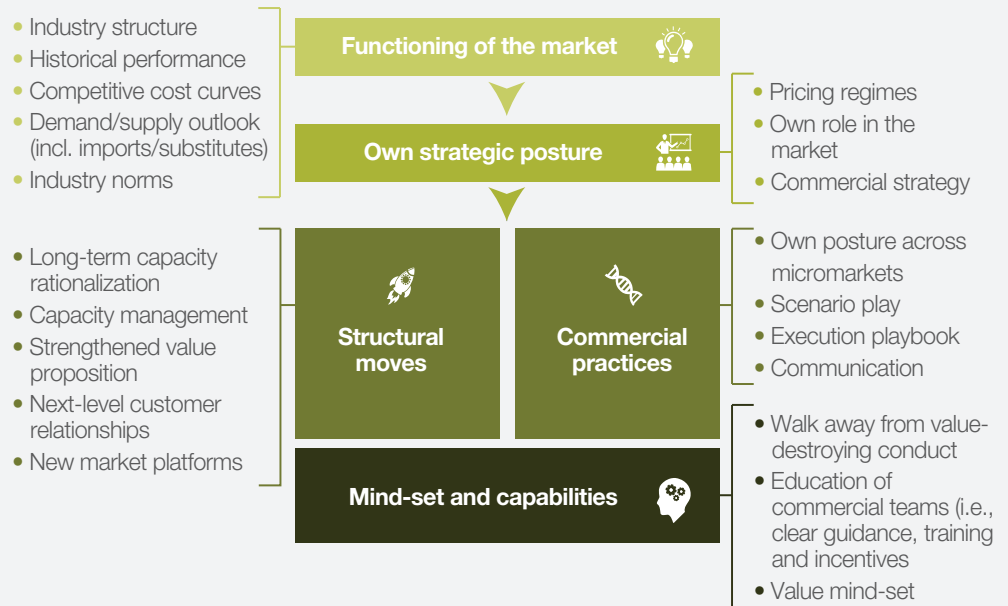 • Industry structure
• Historical performance
• Competitive cost curves
• Demand/supply outlook
(incl. imports/substitutes)
• Industry norms
Functioning of the market
Own strategic posture
• Pricing regimes
• Own role in the
market
• Commercial strategy
• Long-term capacity
rationalization
• Capacity management
• Strengthened value
proposition
• Next-level customer
relationships
• New market platforms
Structural
moves
Commercial
practices
• Own posture across
micromarkets
• Scenario play
• Execution playbook
• Communication
Mind-set and capabilities
• Walk away from value-
destroying conduct
• Education of
commercial teams (i.e.,
clear guidance, training
and incentives
• Value mind-set